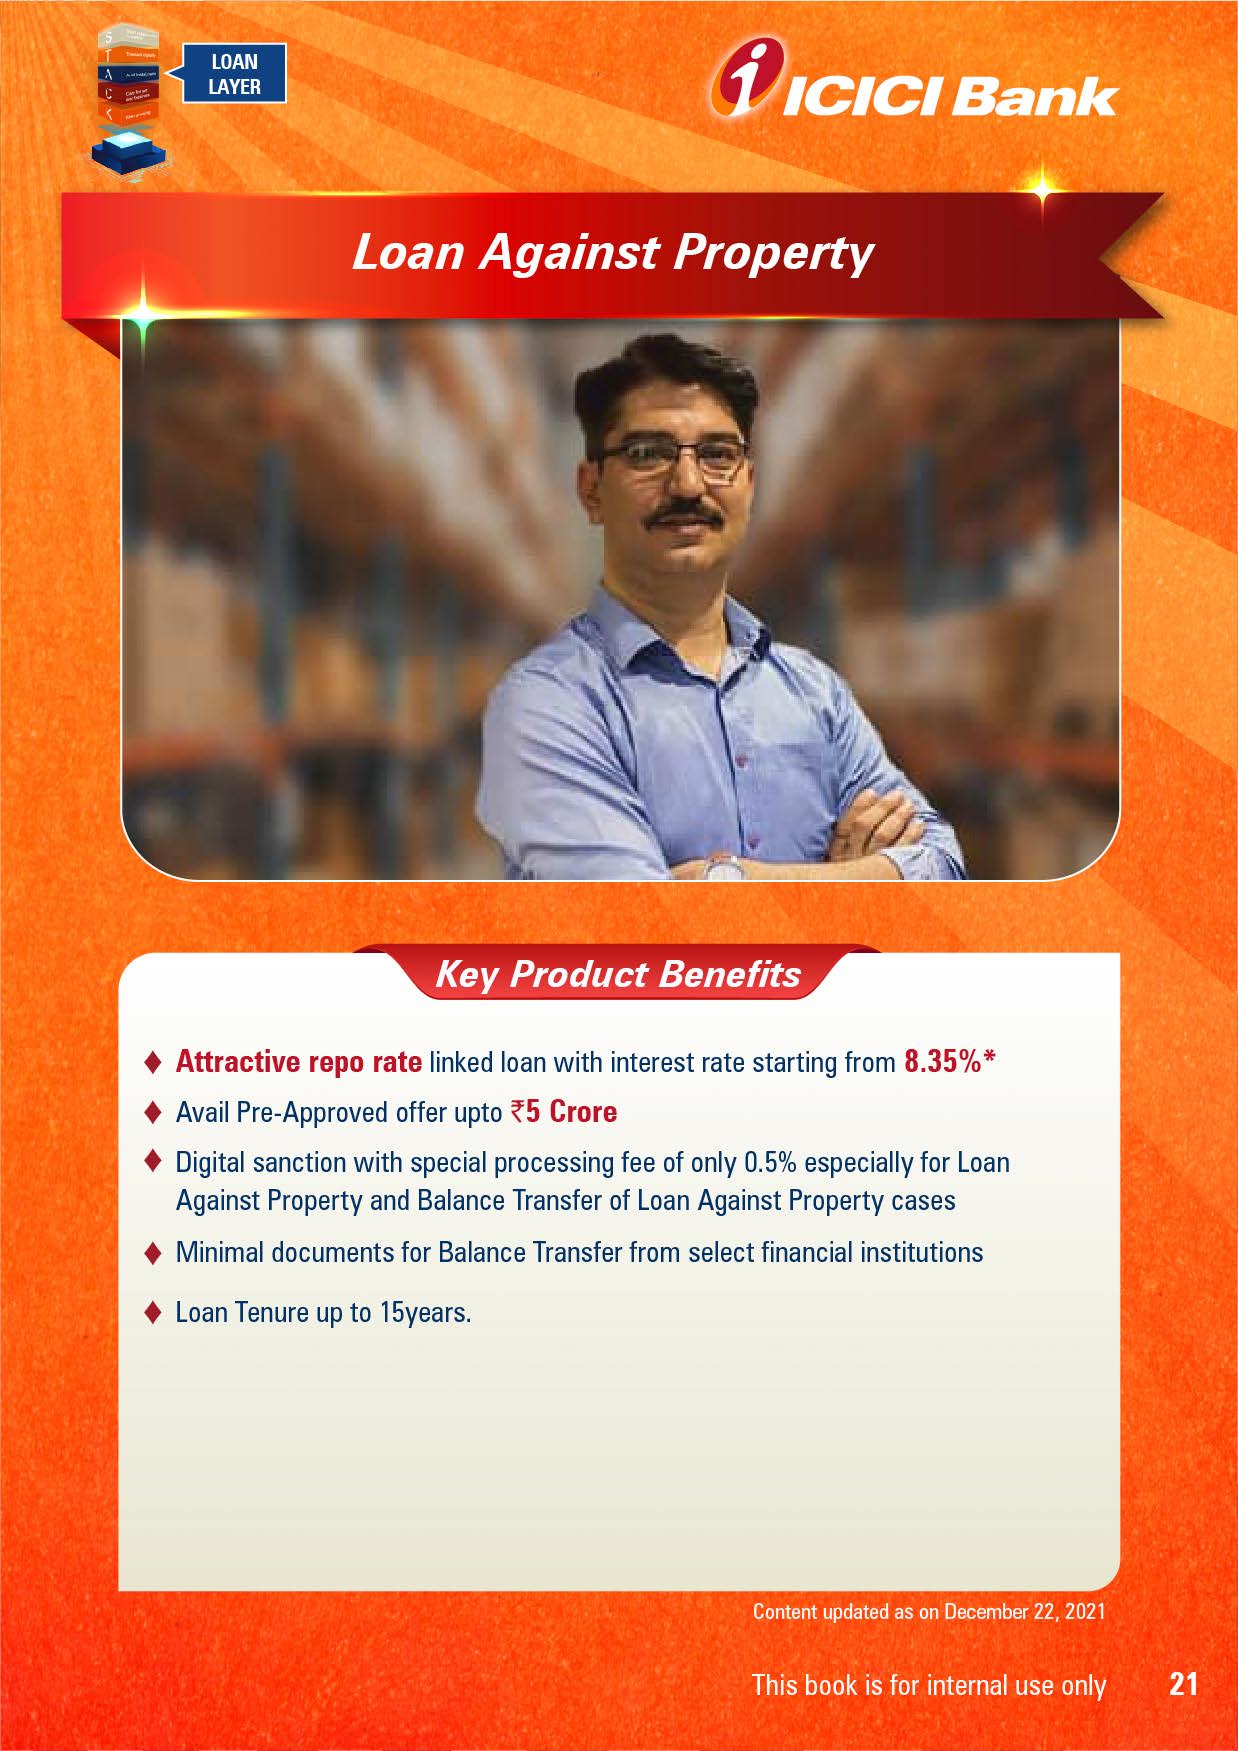 LOAN
LAYER
S
T
A
C
K
ICICI Bank
Loan Against Property
Key Product Benefits
Attractive repo rate linked loan with interest rate starting from 8.35%*
Avail Pre-Approved offer upto ₹5 Crore
Digital sanction with special processing fee of only 0.5% especially for Loan
Against Property and Balance Transfer of Loan Against Property cases
Minimal documents for Balance Transfer from select financial institutions
Loan Tenure up to 15years.
Content updated as on December 22, 2021
This book is for internal use only 21